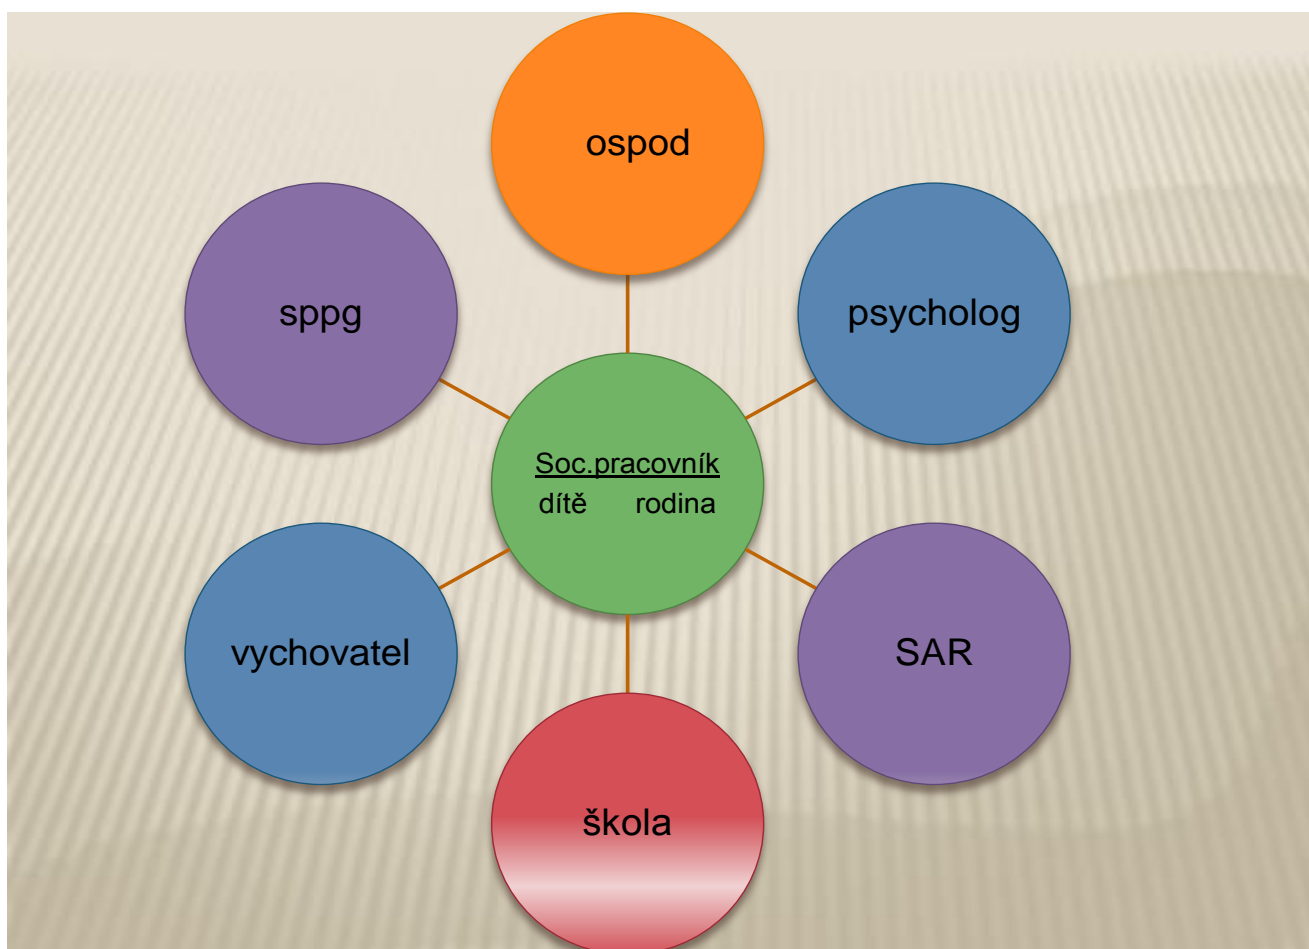 ospod
sppg
psycholog
Soc.pracovník
dítě rodina
vychovatel
SAR
škola